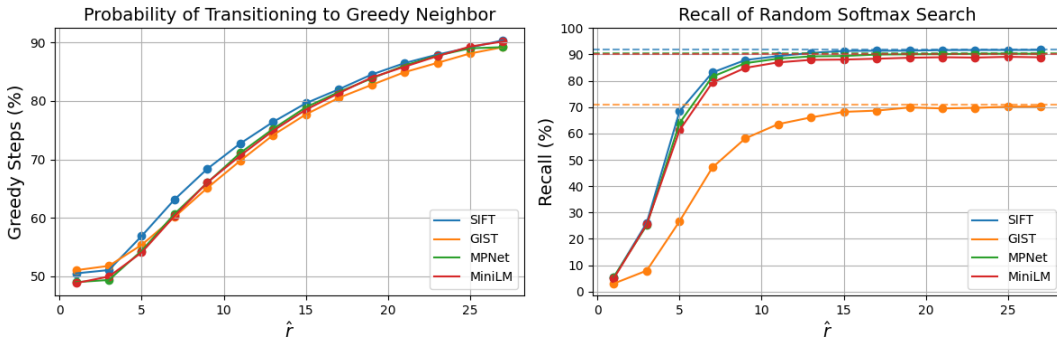 Probability of Transitioning to Greedy Neighbor
Greedy Steps (%)
90
80
70
60
50
0
5
10
15
20
25
r̂
SIFT
GIST
MPNet
MiniLM
Recall of Random Softmax Search
Recall (%)
100
90
80
70
60
50
40
30
20
10
0
0
5
10
15
20
25
r̂
SIFT
GIST
MPNet
MiniLM